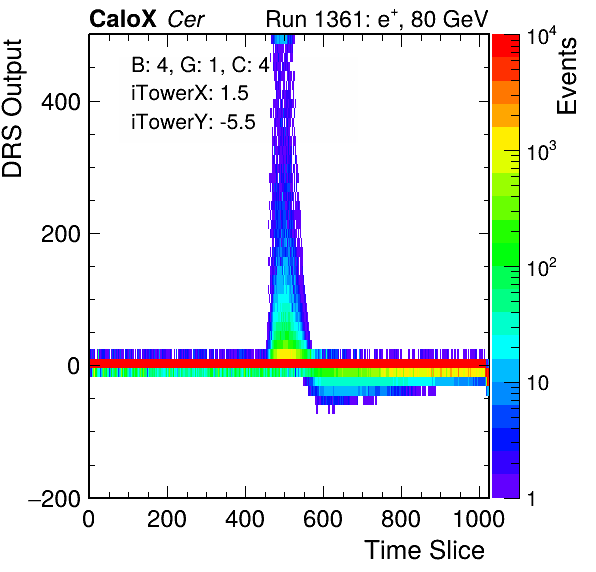 CaloX Cer Run 1361: e+, 80 GeV
B: 4, G: 1, C: 4
iTowerX: 1.5
iTowerY: -5.5
DRS Output
400
200
0
−200
0 200 400 600 800 1000
Time Slice
10^4
10^3
10^2
10
1
Events